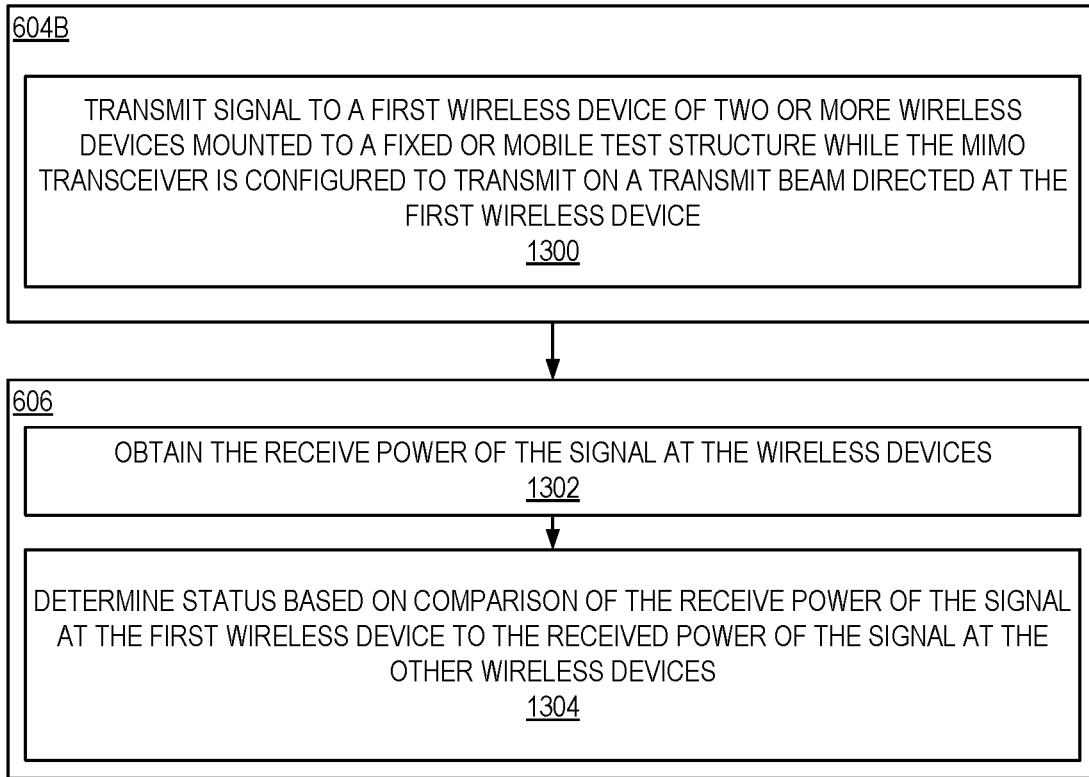 604B
TRANSMIT SIGNAL TO A FIRST WIRELESS DEVICE OF TWO OR MORE WIRELESS
DEVICES MOUNTED TO A FIXED OR MOBILE TEST STRUCTURE WHILE THE MIMO
TRANSCEIVER IS CONFIGURED TO TRANSMIT ON A TRANSMIT BEAM DIRECTED AT THE
FIRST WIRELESS DEVICE
1300
606
OBTAIN THE RECEIVE POWER OF THE SIGNAL AT THE WIRELESS DEVICES
1302
DETERMINE STATUS BASED ON COMPARISON OF THE RECEIVE POWER OF THE SIGNAL
AT THE FIRST WIRELESS DEVICE TO THE RECEIVED POWER OF THE SIGNAL AT THE
OTHER WIRELESS DEVICES
1304